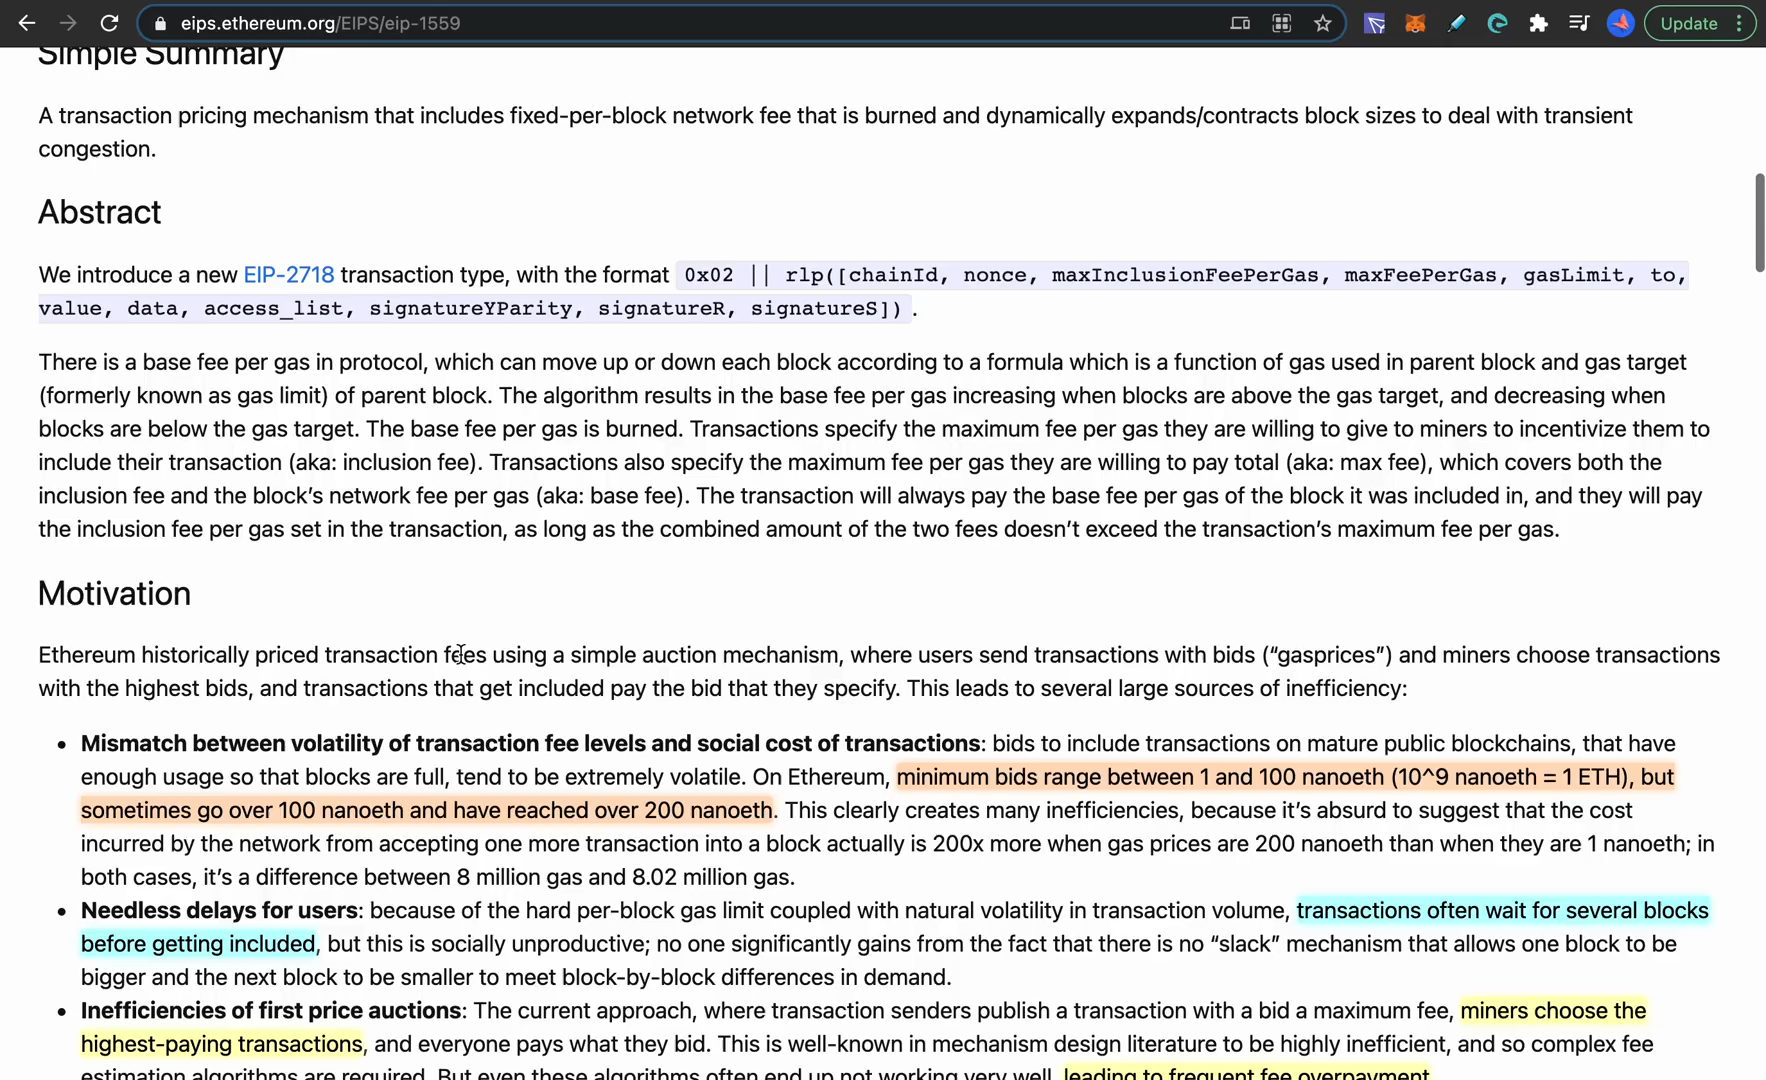 eips.ethereum.org/EIPS/eip-1559
Update
Simple Summary
A transaction pricing mechanism that includes fixed-per-block network fee that is burned and dynamically expands/contracts block sizes to deal with transient
congestion.
Abstract
We introduce a new EIP-2718 transaction type, with the format 0x02 || rlp([chainId, nonce, maxInclusionFeePerGas, maxFeePerGas, gasLimit, to,
value, data, access_list, signatureYParity, signatureR, signatureS]).
There is a base fee per gas in protocol, which can move up or down each block according to a formula which is a function of gas used in parent block and gas target
(formerly known as gas limit) of parent block. The algorithm results in the base fee per gas increasing when blocks are above the gas target, and decreasing when
blocks are below the gas target. The base fee per gas is burned. Transactions specify the maximum fee per gas they are willing to give to miners to incentivize them to
include their transaction (aka: inclusion fee). Transactions also specify the maximum fee per gas they are willing to pay total (aka: max fee), which covers both the
inclusion fee and the block’s network fee per gas (aka: base fee). The transaction will always pay the base fee per gas of the block it was included in, and they will pay
the inclusion fee per gas set in the transaction, as long as the combined amount of the two fees doesn’t exceed the transaction’s maximum fee per gas.
Motivation
Ethereum historically priced transaction fees using a simple auction mechanism, where users send transactions with bids (“gasprices”) and miners choose transactions
with the highest bids, and transactions that get included pay the bid that they specify. This leads to several large sources of inefficiency:
• Mismatch between volatility of transaction fee levels and social cost of transactions: bids to include transactions on mature public blockchains, that have
enough usage so that blocks are full, tend to be extremely volatile. On Ethereum, minimum bids range between 1 and 100 nanoeth (10^9 nanoeth = 1 ETH), but
sometimes go over 100 nanoeth and have reached over 200 nanoeth. This clearly creates many inefficiencies, because it’s absurd to suggest that the cost
incurred by the network from accepting one more transaction into a block actually is 200x more when gas prices are 200 nanoeth than when they are 1 nanoeth; in
both cases, it’s a difference between 8 million gas and 8.02 million gas.
• Needless delays for users: because of the hard per-block gas limit coupled with natural volatility in transaction volume, transactions often wait for several blocks
before getting included, but this is socially unproductive; no one significantly gains from the fact that there is no “slack” mechanism that allows one block to be
bigger and the next block to be smaller to meet block-by-block differences in demand.
• Inefficiencies of first price auctions: The current approach, where transaction senders publish a transaction with a bid a maximum fee, miners choose the
highest-paying transactions, and everyone pays what they bid. This is well-known in mechanism design literature to be highly inefficient, and so complex fee
estimation algorithms are required. But even these algorithms often end up not working very well, leading to frequent fee overpayment.